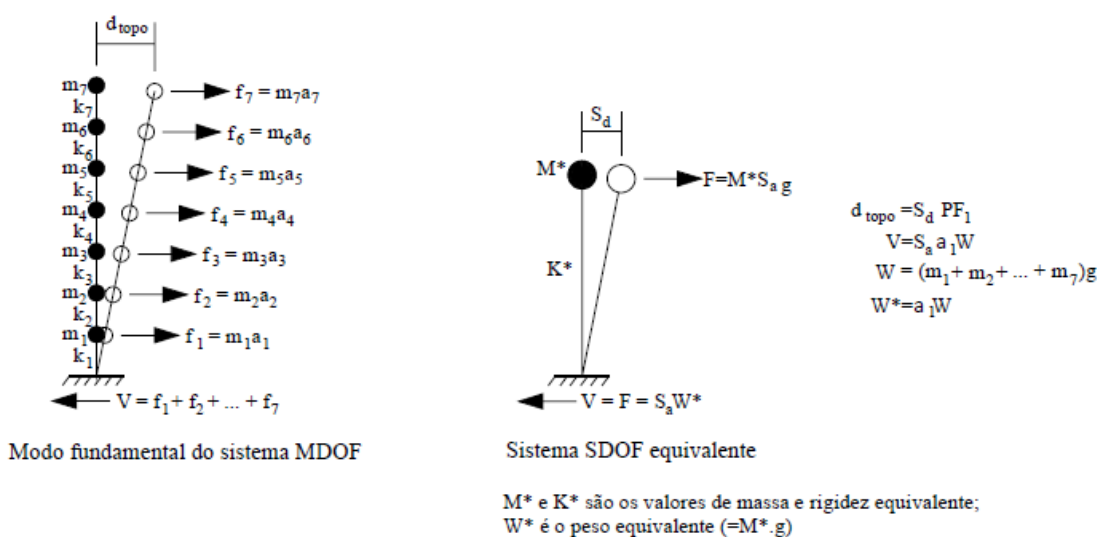 d topo
m7
k7
m6
k6
m5
k5
m4
k4
m3
k3
m2
k2
m1
k1
f7 = m7a7
f6 = m6a6
f5 = m5a5
f4 = m4a4
f3 = m3a3
f2 = m2a2
f1 = m1a1
V = f1 + f2 + ... + f7
Modo fundamental do sistema MDOF
Sd
M*
F=M*Sa g
K*
V = F = SaW*
Sistema SDOF equivalente
M* e K* são os valores de massa e rigidez equivalente;
W* é o peso equivalente (=M*.g)
d topo =Sd PF1
V=Sa a1W
W = (m1+ m2+ ... + m7)g
W*=a1W